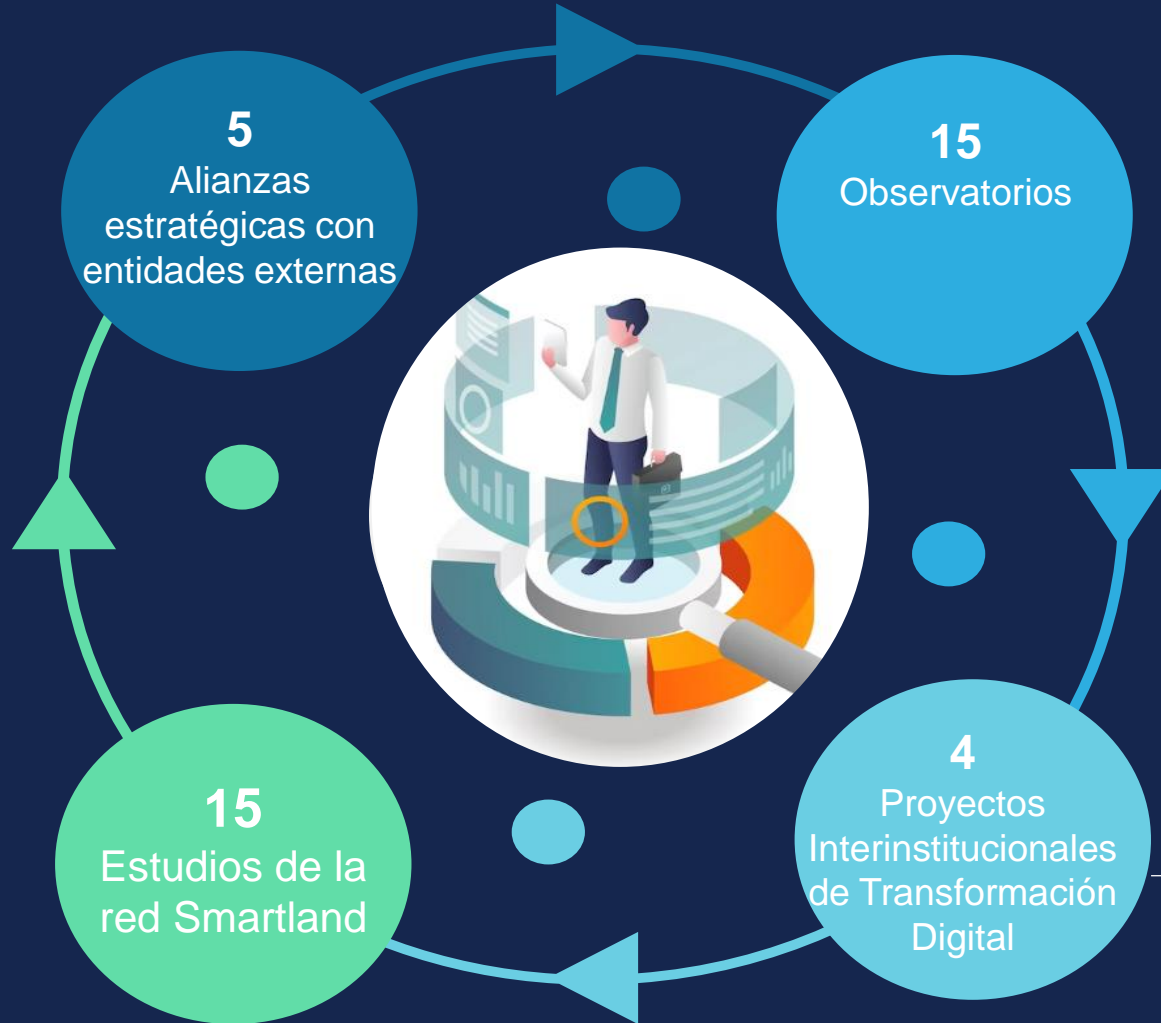 5
Alianzas
estratégicas con
entidades externas
15
Observatorios
4
Proyectos
Interinstitucionales
de Transformación
Digital
15
Estudios de la
red Smartland